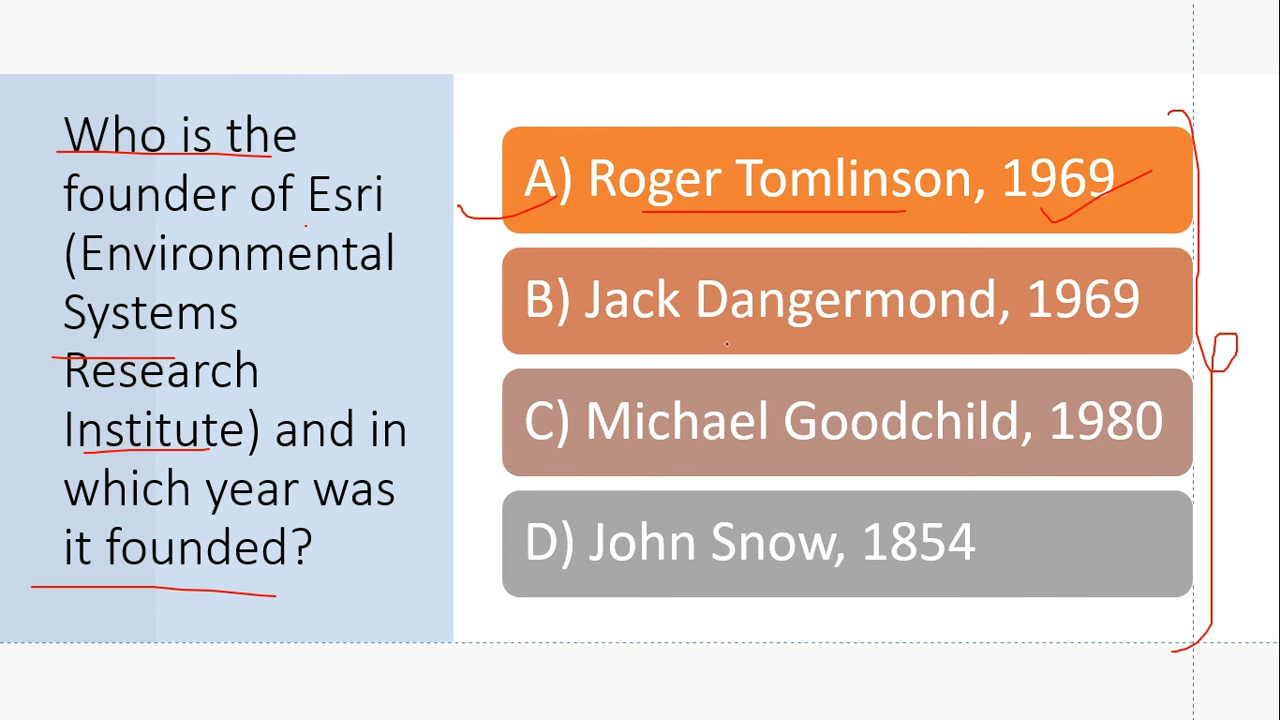 Who is the
founder of Esri
(Environmental
Systems
Research
Institute) and in
which year was
it founded?
A) Roger Tomlinson, 1969
B) Jack Dangermond, 1969
C) Michael Goodchild, 1980
D) John Snow, 1854